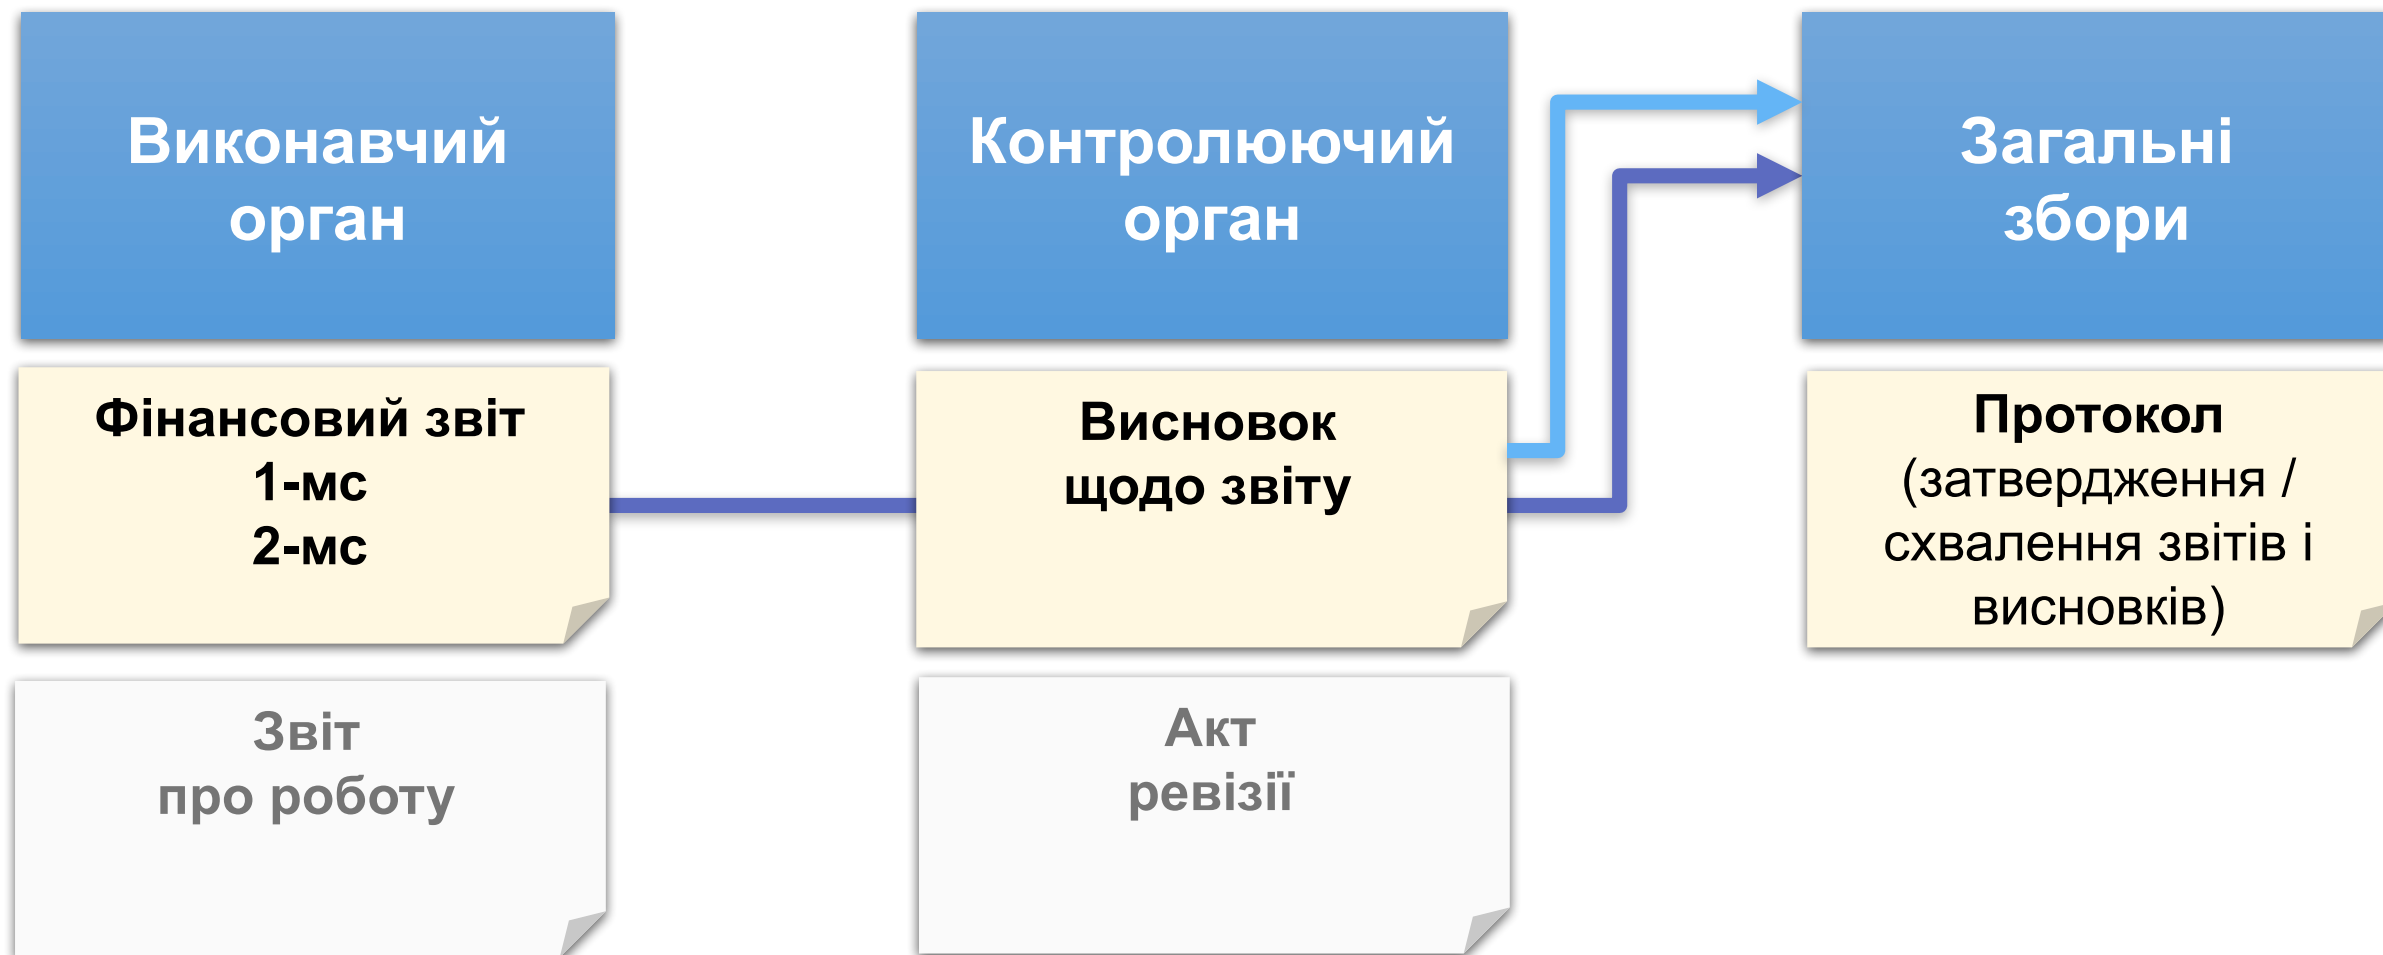 Виконавчий
орган
Контролюючий
орган
Загальні
збори
Фінансовий звіт
1-мс
2-мс
Висновок
щодо звіту
Протокол
(затвердження /
схвалення звітів і
висновків)
Звіт
про роботу
Акт
ревізії